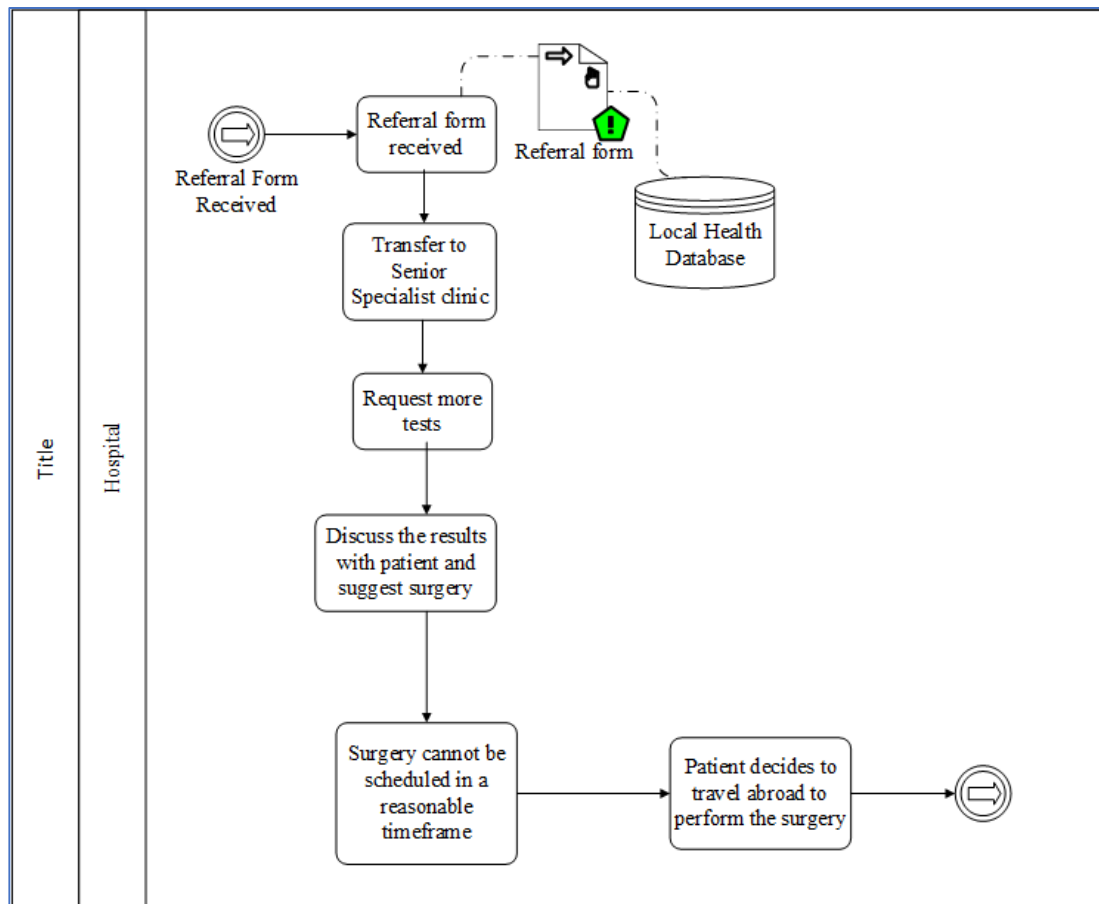 Title
Hospital
Referral Form
Received
Referral form
received
Referral form
!
Local Health
Database
Transfer to
Senior
Specialist clinic
Request more
tests
Discuss the results
with patient and
suggest surgery
Surgery cannot be
scheduled in a
reasonable
timeframe
Patient decides to
travel abroad to
perform the surgery